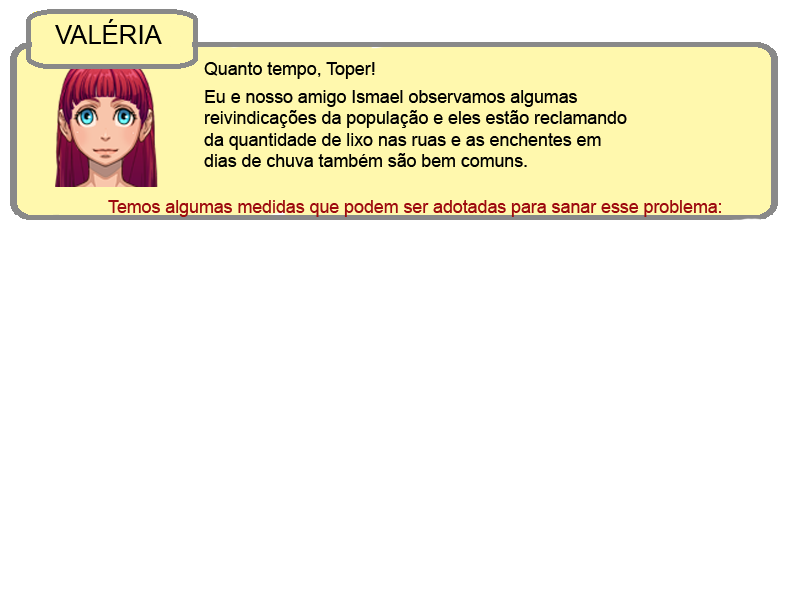 VALÉRIA
Quanto tempo, Toper!
Eu e nosso amigo Ismael observamos algumas
reivindicações da população e eles estão reclamando
da quantidade de lixo nas ruas e as enchentes em
dias de chuva também são bem comuns.
Temos algumas medidas que podem ser adotadas para sanar esse problema: